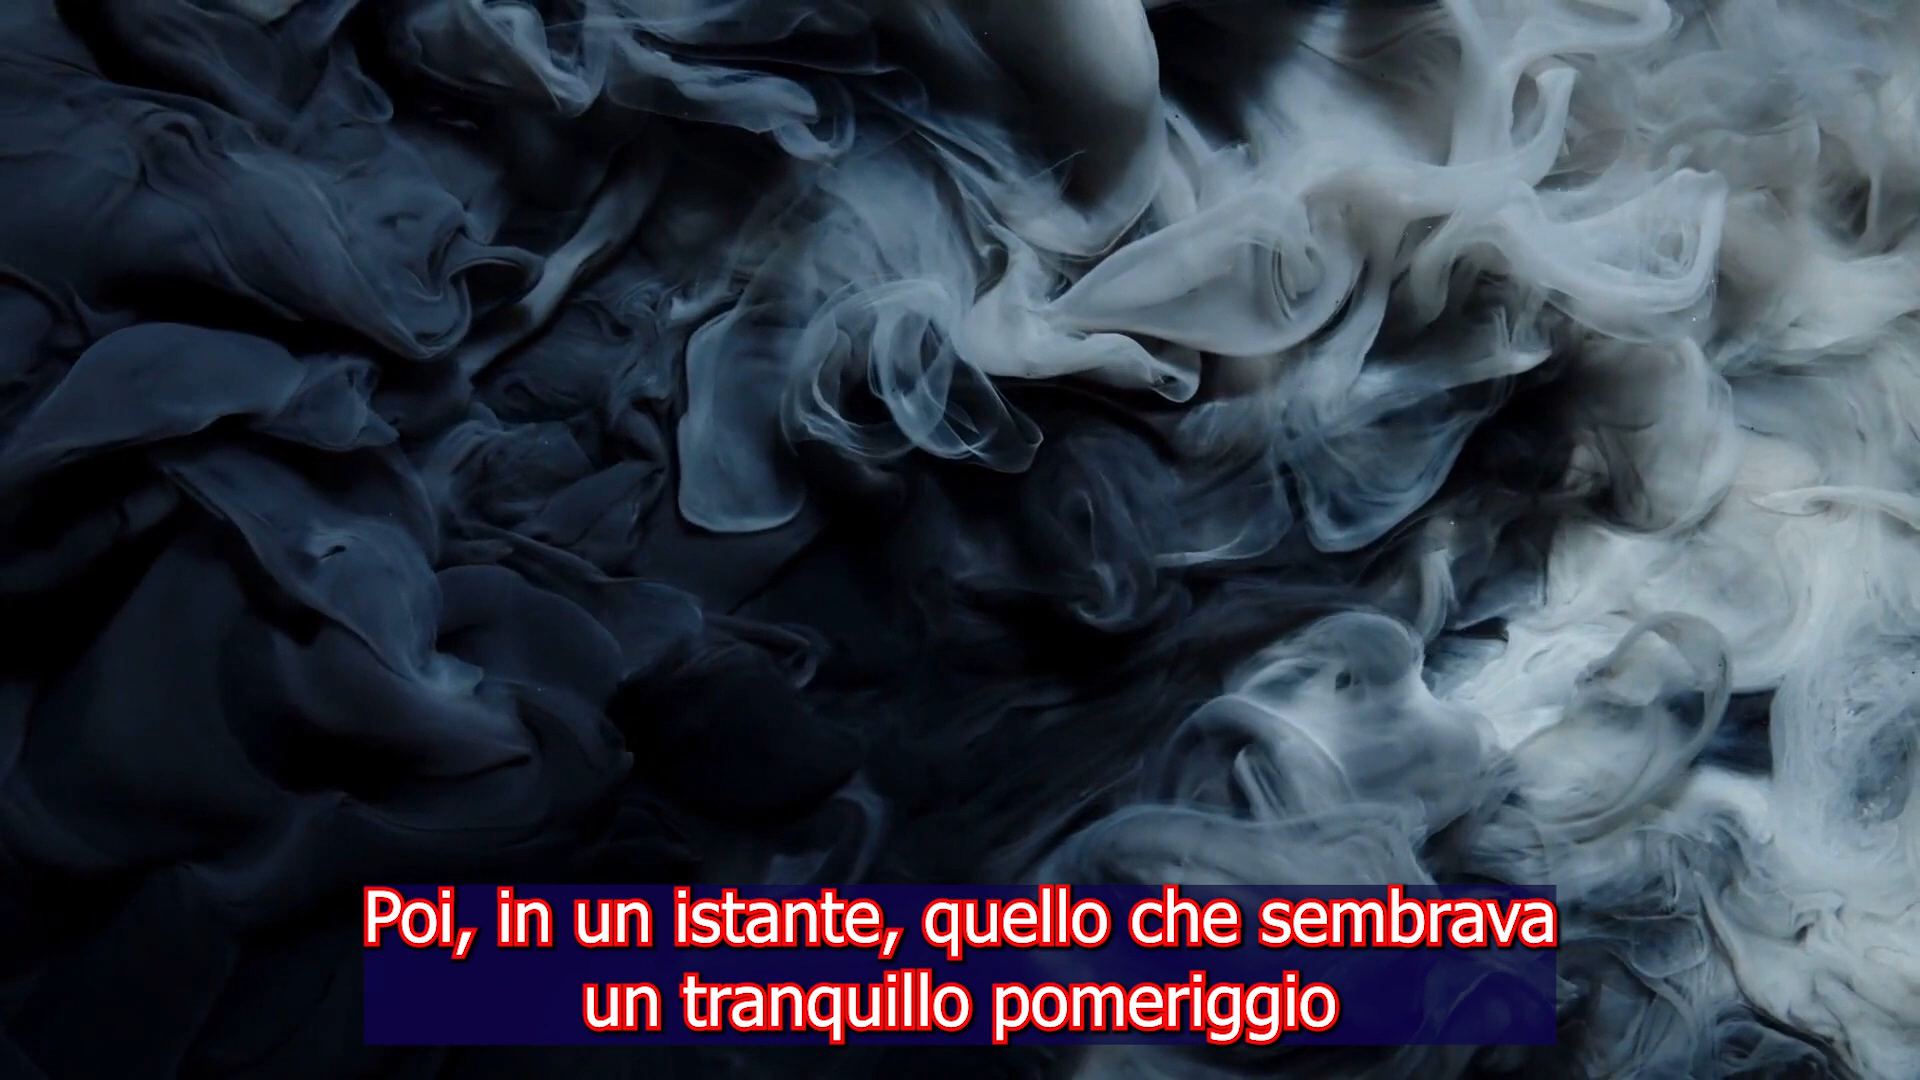 Poi, in un istante, quello che sembrava
un tranquillo pomeriggio